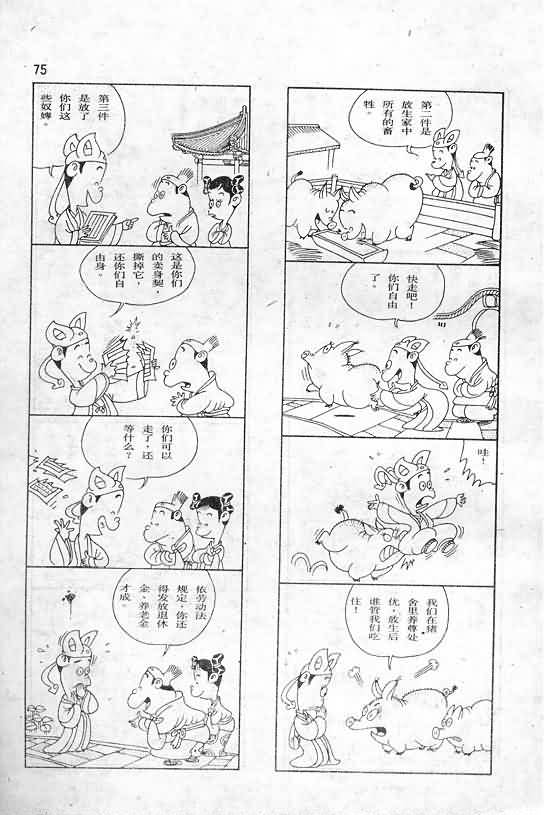 75
第二件是
放生家中
所有的畜
牲。
快走吧！
你们自由
了。
哇！
我们在猪
舍里养尊处
优，放生后
谁管我们吃
住！
第三件
是放了
你们这
些奴婢。
这是你们
的卖身契，
撕掉它，
还你们自
由身。
你们可以
走了，还
等什么？
依劳动法
规定，你还
得发放退休
金、养老金
才成。